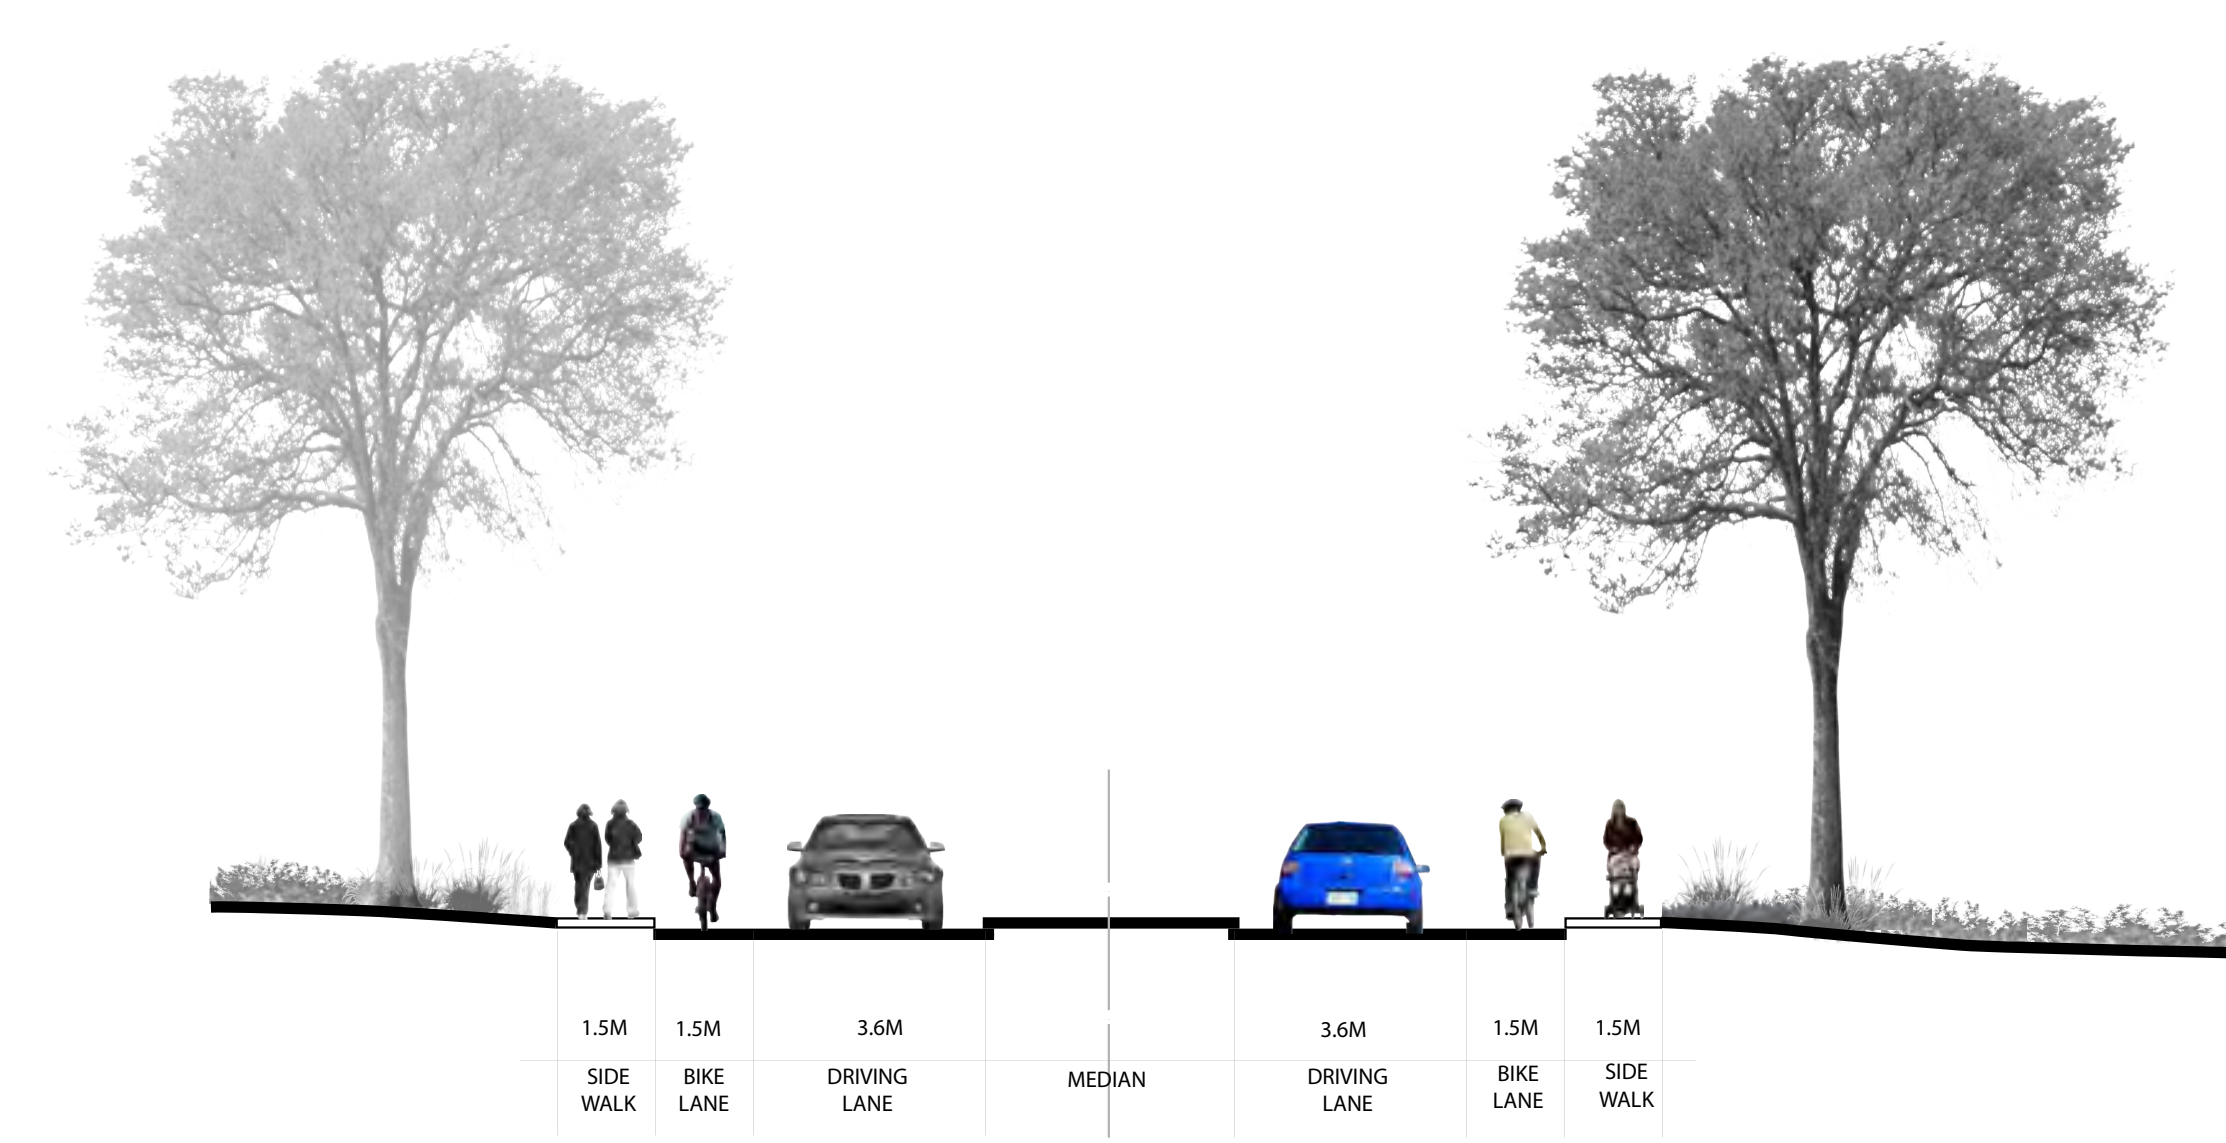 1.5M
1.5M
3.6M
3.6M
1.5M
1.5M
SIDE
WALK
BIKE
LANE
DRIVING
LANE
MEDIAN
DRIVING
LANE
BIKE
LANE
SIDE
WALK